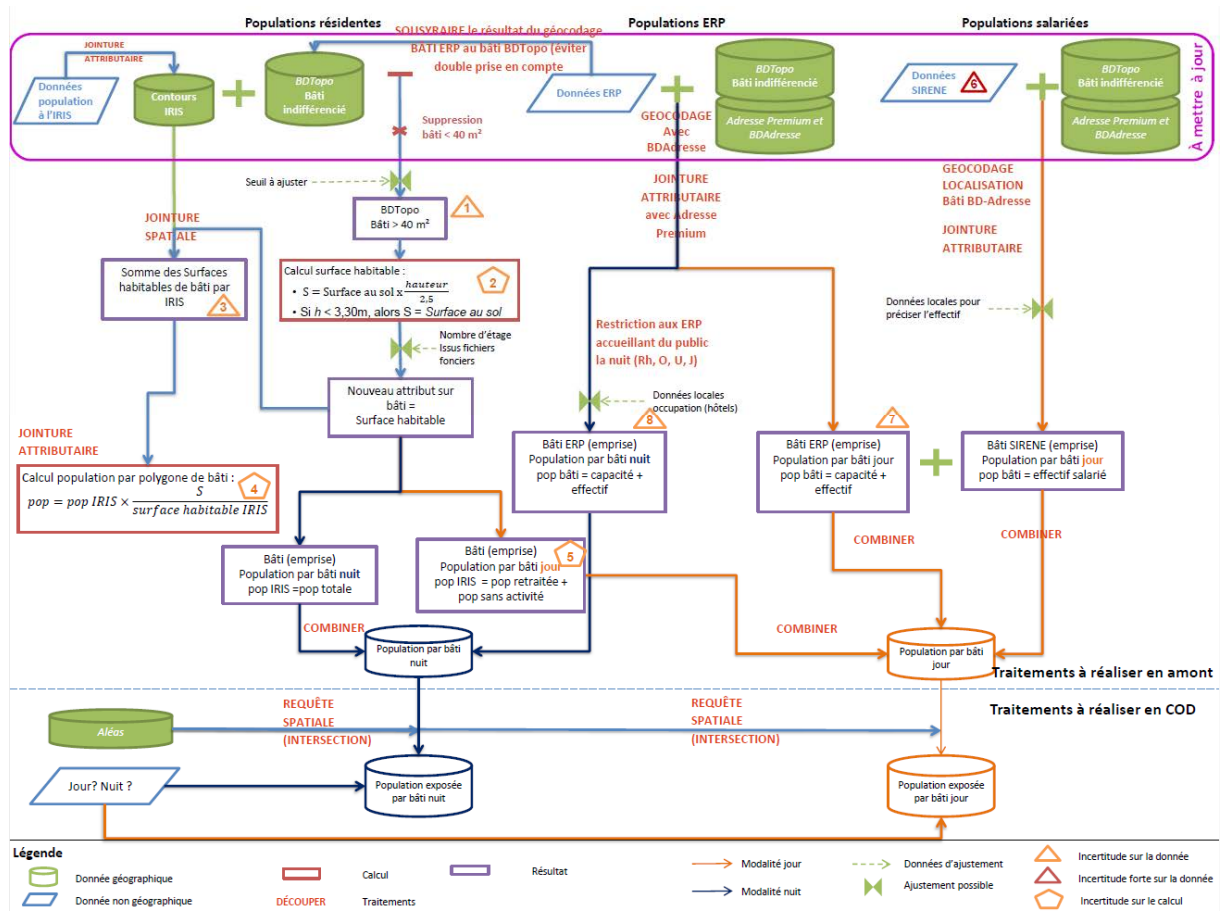 Populations résidentes
Populations ERP
Populations salariées
JOINTURE
ATTRIBUTAIRE
Données
population
à l'IRIS
Contours
IRIS
BDTopo
Bâti
indifférencié
SOUSYRAIRE le résultat du géocodage
BÂTI ERP au bâti BDTopo (éviter
double prise en compte
Suppression
bâti < 40 m²
Données ERP
BDTopo
Bâti indifférencié
Adresse Premium et
BDAdresse
Données
SIRENE
6
BDTopo
Bâti indifférencié
Adresse Premium et
BDAdresse
À mettre à jour
GEOCODAGE
Avec
BDAdresse
JOINTURE
ATTRIBUTAIRE
avec Adresse
Premium
GEOCODAGE
LOCALISATION
Bâti BD-Adresse
JOINTURE
ATTRIBUTAIRE
Seuil à ajuster
BDTopo
Bâti > 40 m²
1
JOINTURE
SPATIALE
Somme des Surfaces
habitables de bâti par
IRIS
3
Calcul surface habitable :
• S = Surface au sol x hauteur/2,5
• Si h < 3,30m, alors S = Surface au sol
2
Nombre d'étage
Issus fichiers
fonciers
Données locales pour
préciser l'effectif
Restriction aux ERP
accueillant du public
la nuit (Rh, O, U, J)
Nouveau attribut sur
bâti =
Surface habitable
Données locales
occupation (hôtels)
JOINTURE
ATTRIBUTAIRE
Calcul population par polygone de bâti :
pop = pop IRIS × S/surface habitable IRIS
4
8
Bâti ERP (emprise)
Population par bâti nuit
pop bâti = capacité +
effectif
7
Bâti ERP (emprise)
Population par bâti jour
pop bâti = capacité +
effectif
Bâti SIRENE (emprise)
Population par bâti jour
pop bâti = effectif salarié
Bâti (emprise)
Population par bâti nuit
pop IRIS =pop totale
Bâti (emprise)
Population par bâti jour
pop IRIS = pop retraitée +
pop sans activité
5
COMBINER
COMBINER
COMBINER
COMBINER
Population par bâti
nuit
Population par bâti
jour
Traitements à réaliser en amont
Traitements à réaliser en COD
Aléas
REQUÊTE
SPATIALE
(INTERSECTION)
REQUÊTE
SPATIALE
(INTERSECTION)
Jour? Nuit ?
Population exposée
par bâti nuit
Population exposée
par bâti jour
Légende
Donnée géographique
Donnée non géographique
Calcul
DÉCOUPER
Traitements
Résultat
Modalité jour
Modalité nuit
Données d'ajustement
Ajustement possible
Incertitude sur la donnée
Incertitude forte sur la donnée
Incertitude sur le calcul